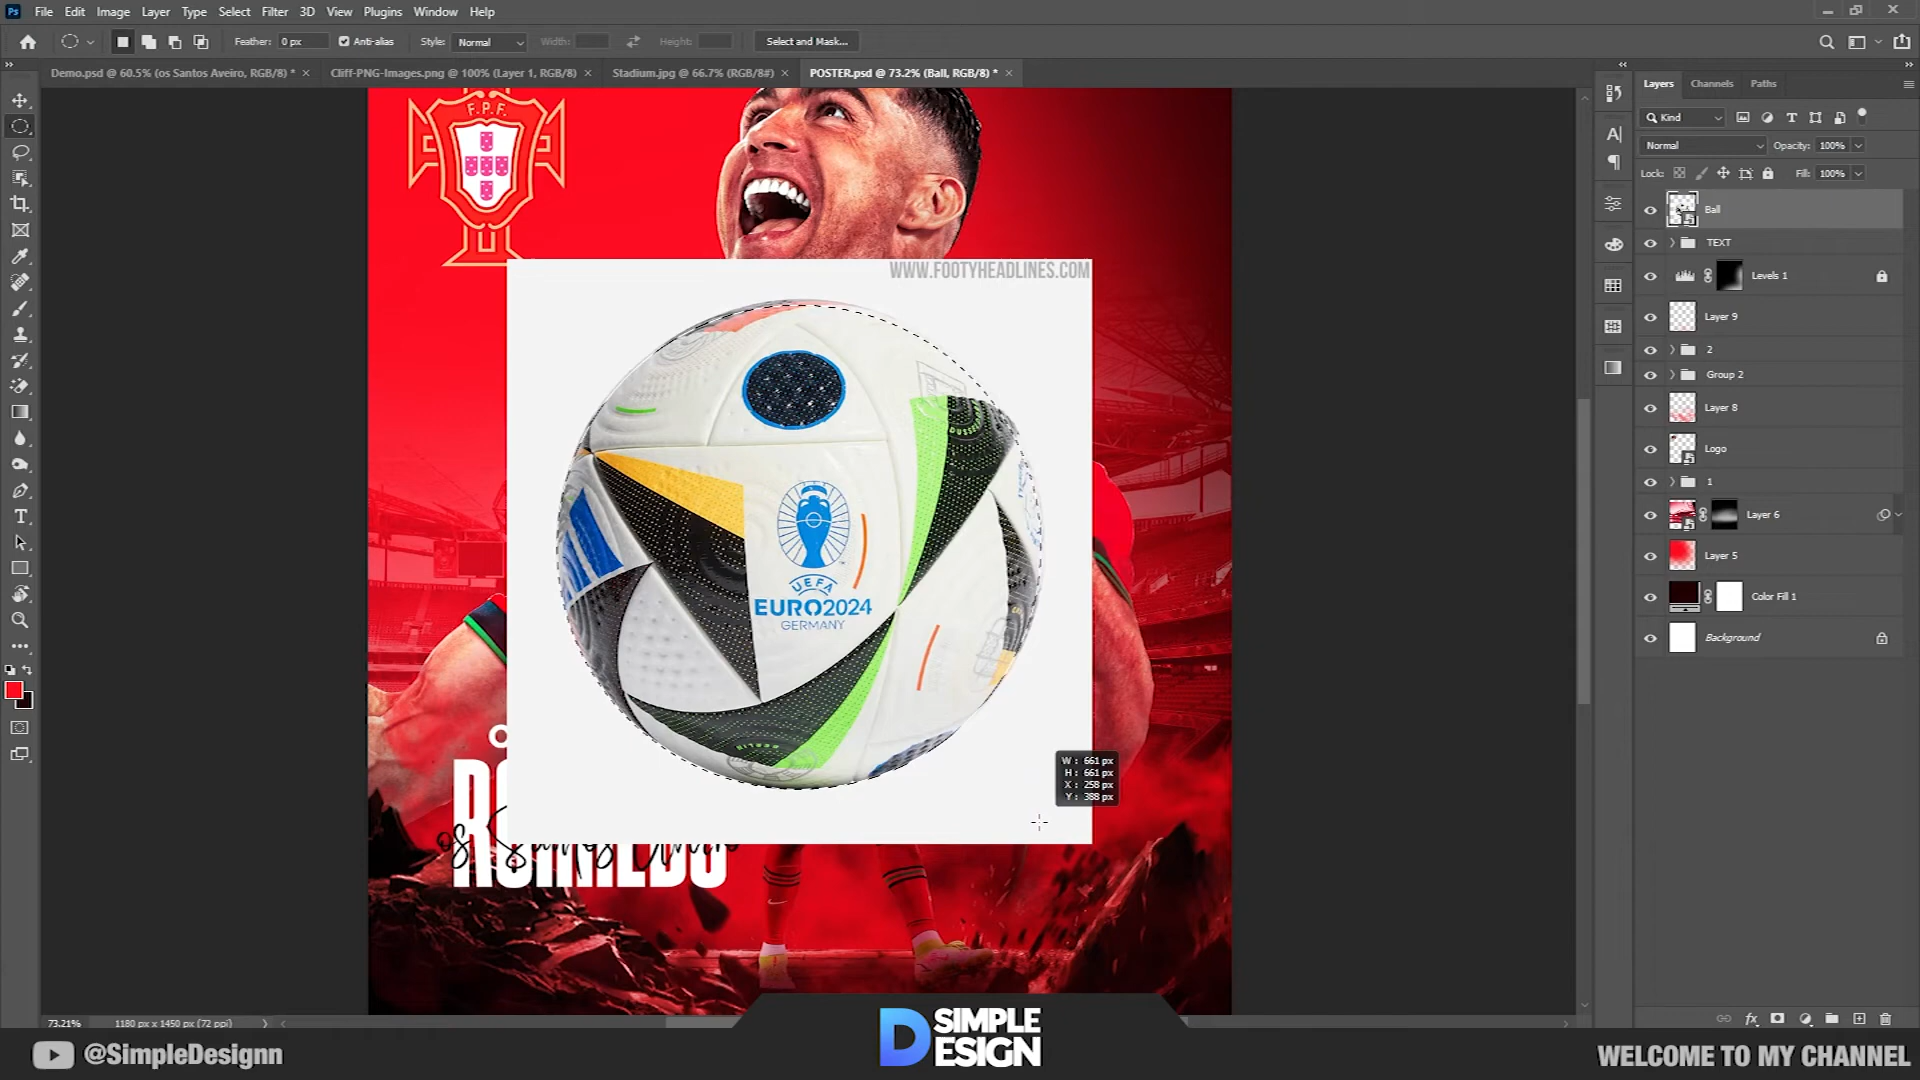 Ps File Edit Image Layer Type Select Filter 3D View Plugins Window Help
Feather: 0 px Anti-alias Style: Normal Width: Height: Select and Mask...
Demo.psd @ 60.5% (os Santos Aveiro, RGB/8) * × Cliff-PNG-Images.png @ 100% (Layer 1, RGB/8) × Stadium.jpg @ 66.7% (RGB/8#) × POSTER.psd @ 73.2% (Ball, RGB/8) * ×
Layers Channels Paths
Kind
Normal Opacity: 100%
Lock: Fill: 100%
Ball
TEXT
Levels 1
Layer 9
2
Group 2
Layer 8
Logo
1
Layer 6
Layer 5
Color Fill 1
Background
F.P.F.
WWW.FOOTYHEADLINES.COM
UEFA
EURO2024
GERMANY
BERLIN
W : 661 px
H : 661 px
X : 258 px
Y : 388 px
os Santos Aveiro
RONALDO
73.21% 1180 px x 1450 px (72 ppi)
@SimpleDesignn
SIMPLE
DESIGN
WELCOME TO MY CHANNEL